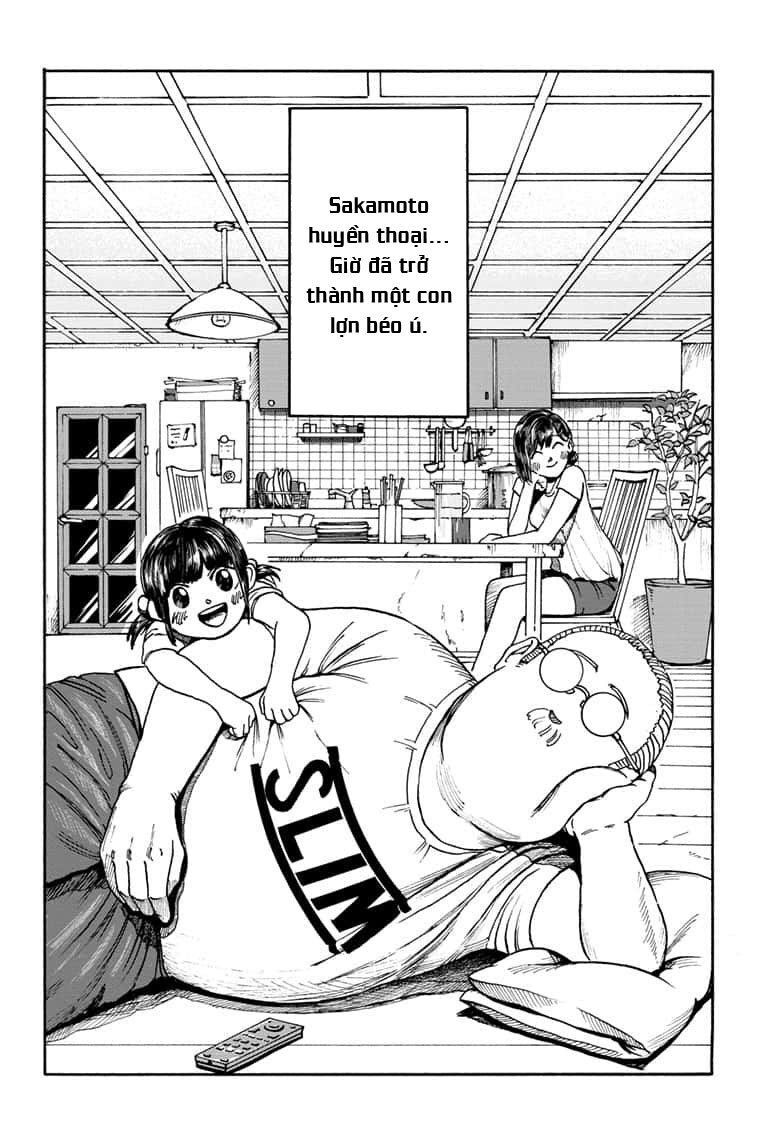 Sakamoto
huyền thoại...
Giờ đã trở
thành một con
lợn béo ú.
SLIM